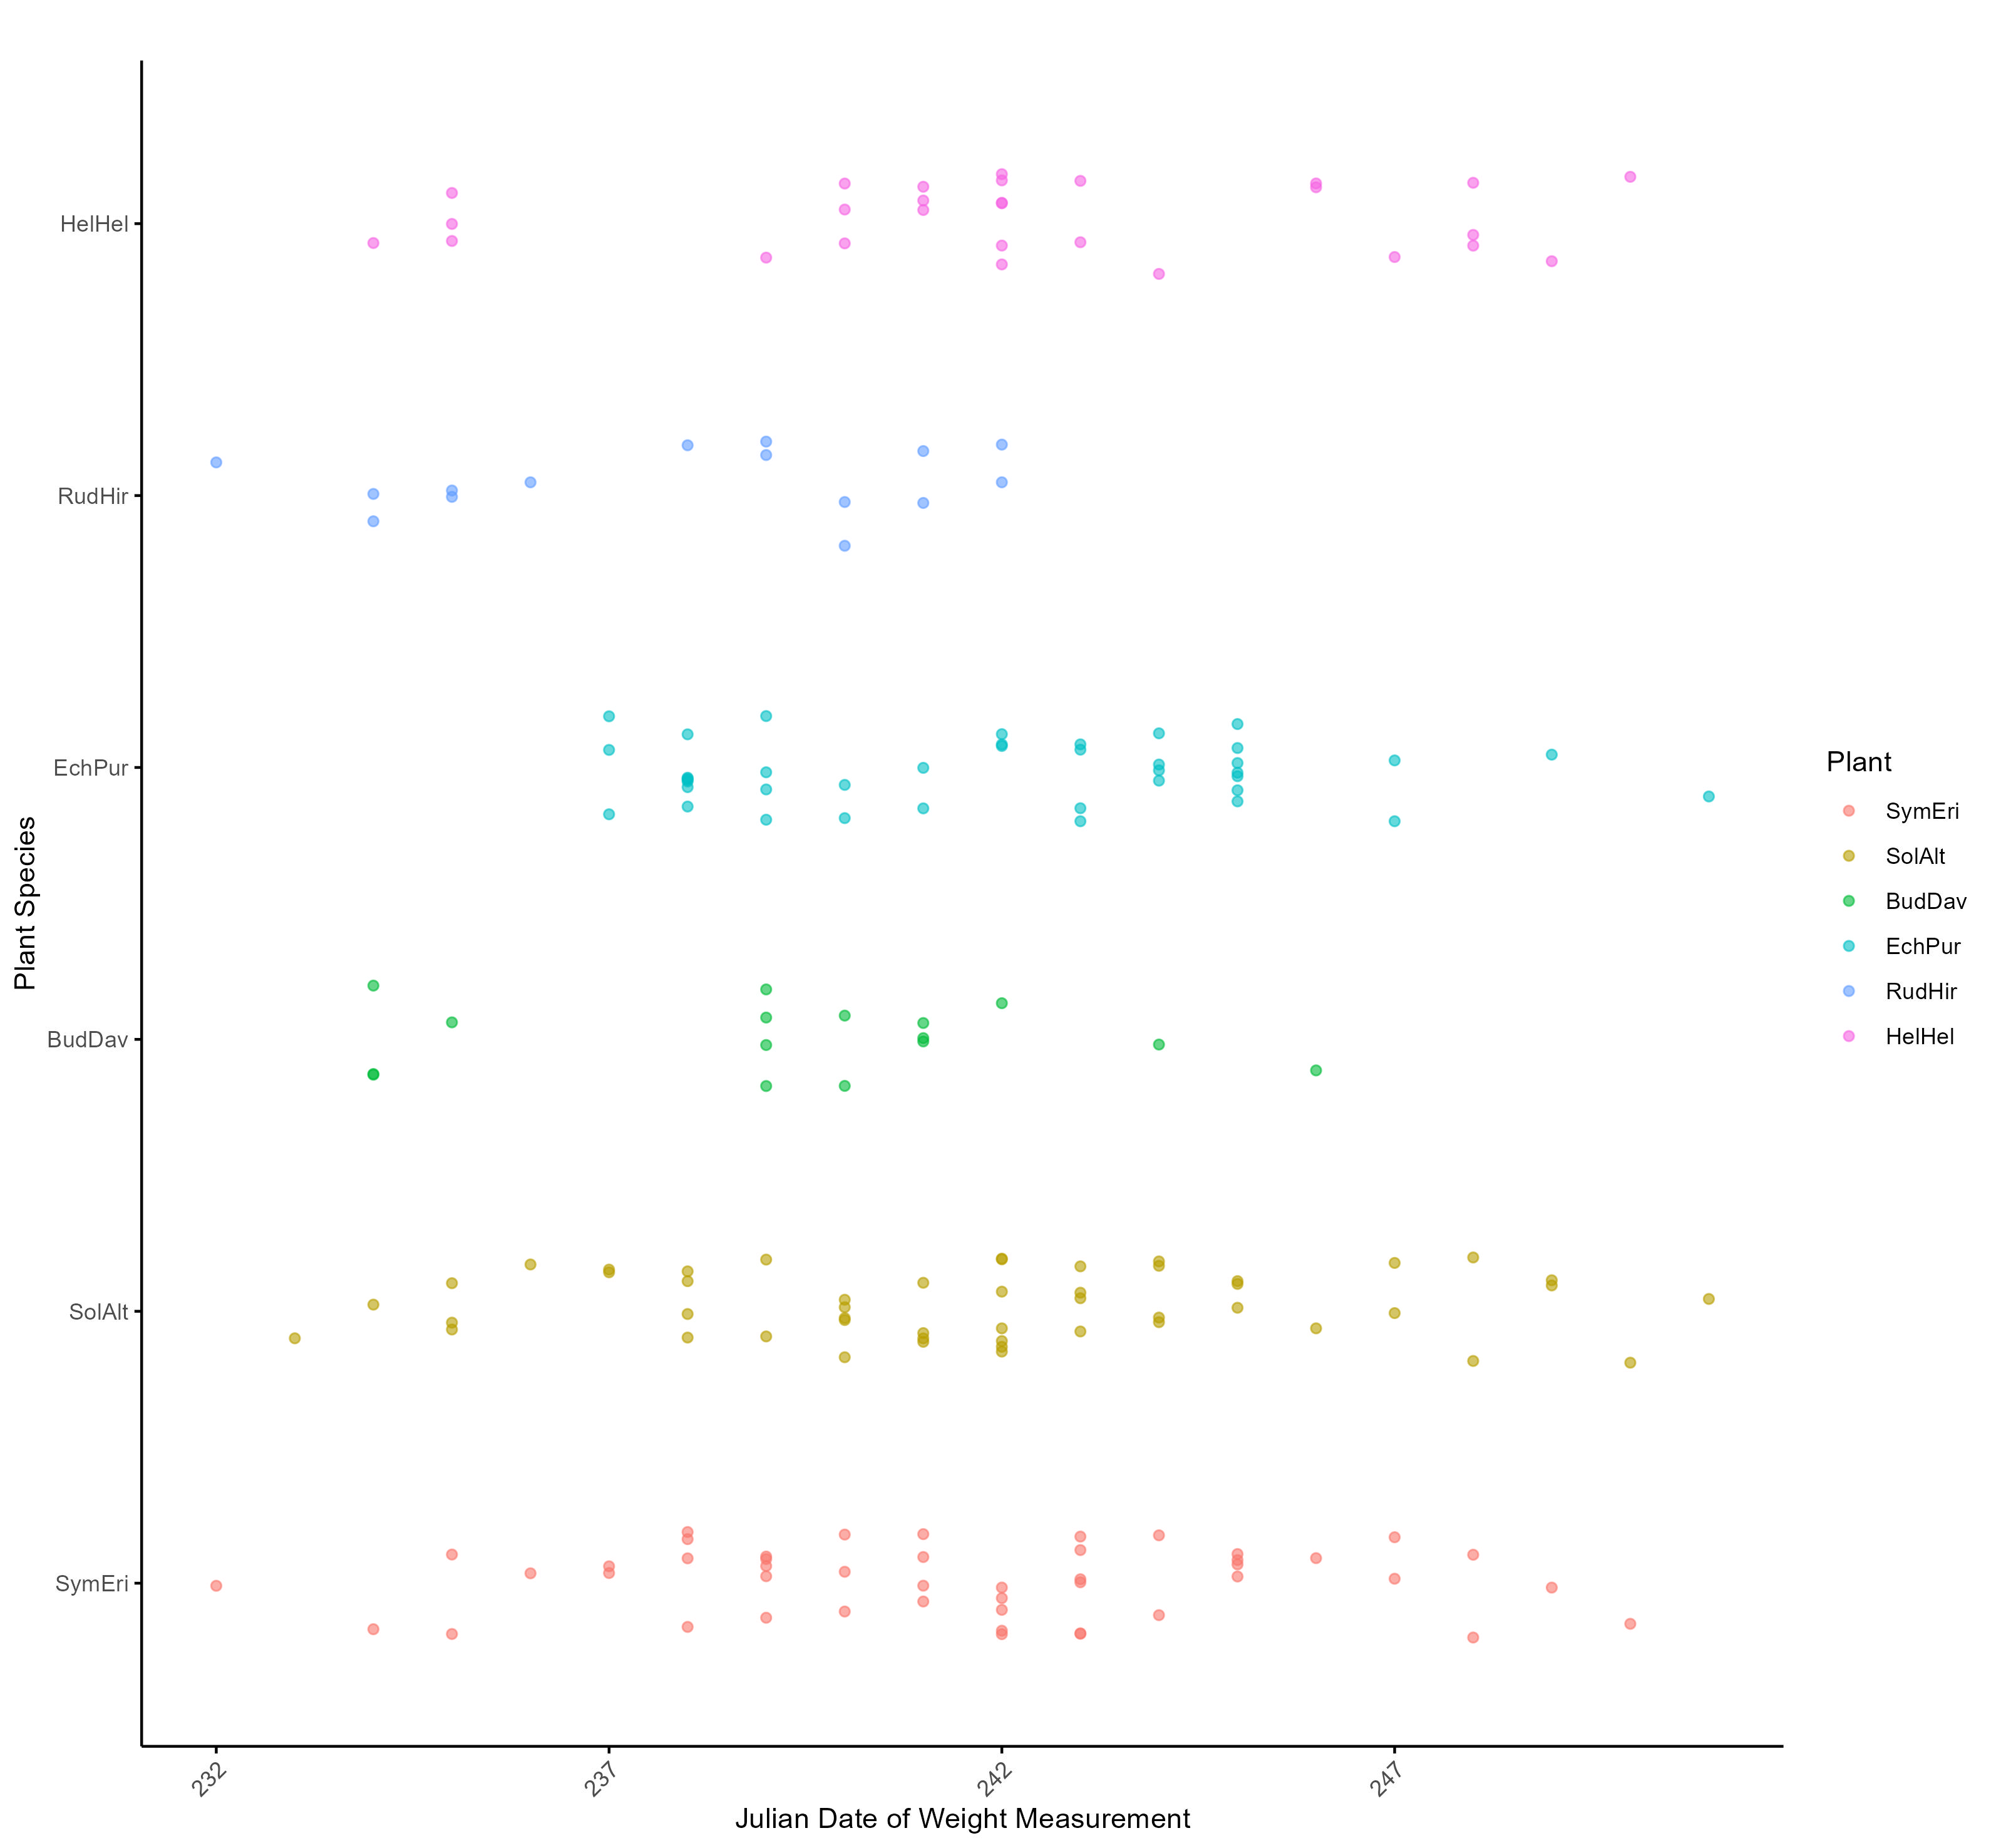 HelHel
RudHir
EchPur
BudDav
SolAlt
SymEri
Plant Species
232
237
242
247
Julian Date of Weight Measurement
Plant
SymEri
SolAlt
BudDav
EchPur
RudHir
HelHel